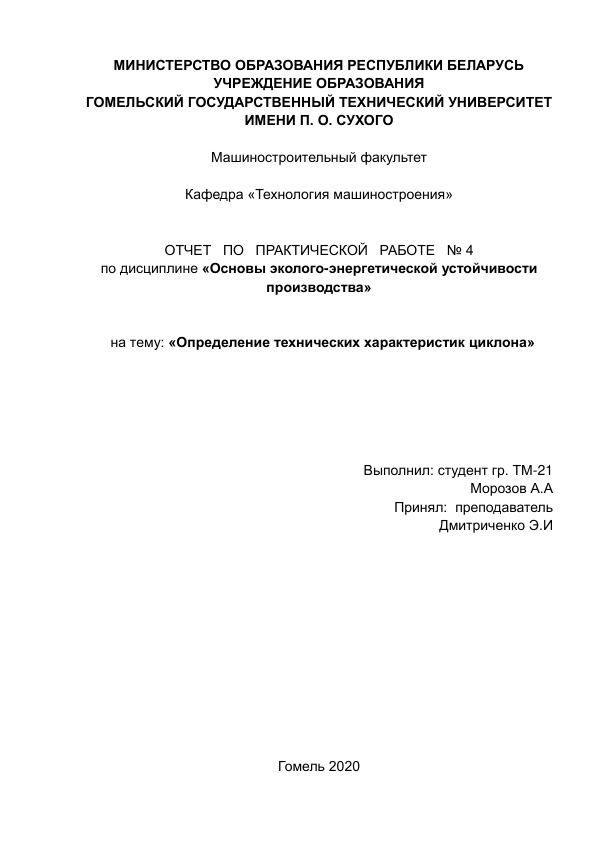 МИНИСТЕРСТВО ОБРАЗОВАНИЯ РЕСПУБЛИКИ БЕЛАРУСЬ
УЧРЕЖДЕНИЕ ОБРАЗОВАНИЯ
ГОМЕЛЬСКИЙ ГОСУДАРСТВЕННЫЙ ТЕХНИЧЕСКИЙ УНИВЕРСИТЕТ
ИМЕНИ П. О. СУХОГО
Машиностроительный факультет
Кафедра «Технология машиностроения»
ОТЧЕТ ПО ПРАКТИЧЕСКОЙ РАБОТЕ № 4
по дисциплине «Основы эколого-энергетической устойчивости
производства»
на тему: «Определение технических характеристик циклона»
Выполнил: студент гр. ТМ-21
Морозов А.А
Принял: преподаватель
Дмитриченко Э.И
Гомель 2020